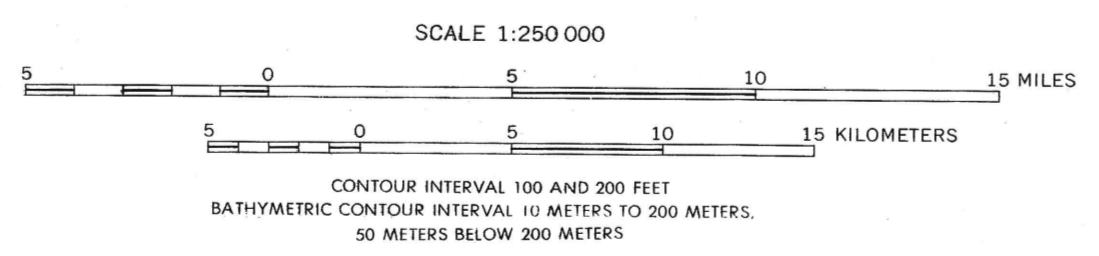 SCALE 1:250 000
5 0 5 10 15 MILES
5 0 5 10 15 KILOMETERS
CONTOUR INTERVAL 100 AND 200 FEET
BATHYMETRIC CONTOUR INTERVAL 10 METERS TO 200 METERS,
50 METERS BELOW 200 METERS